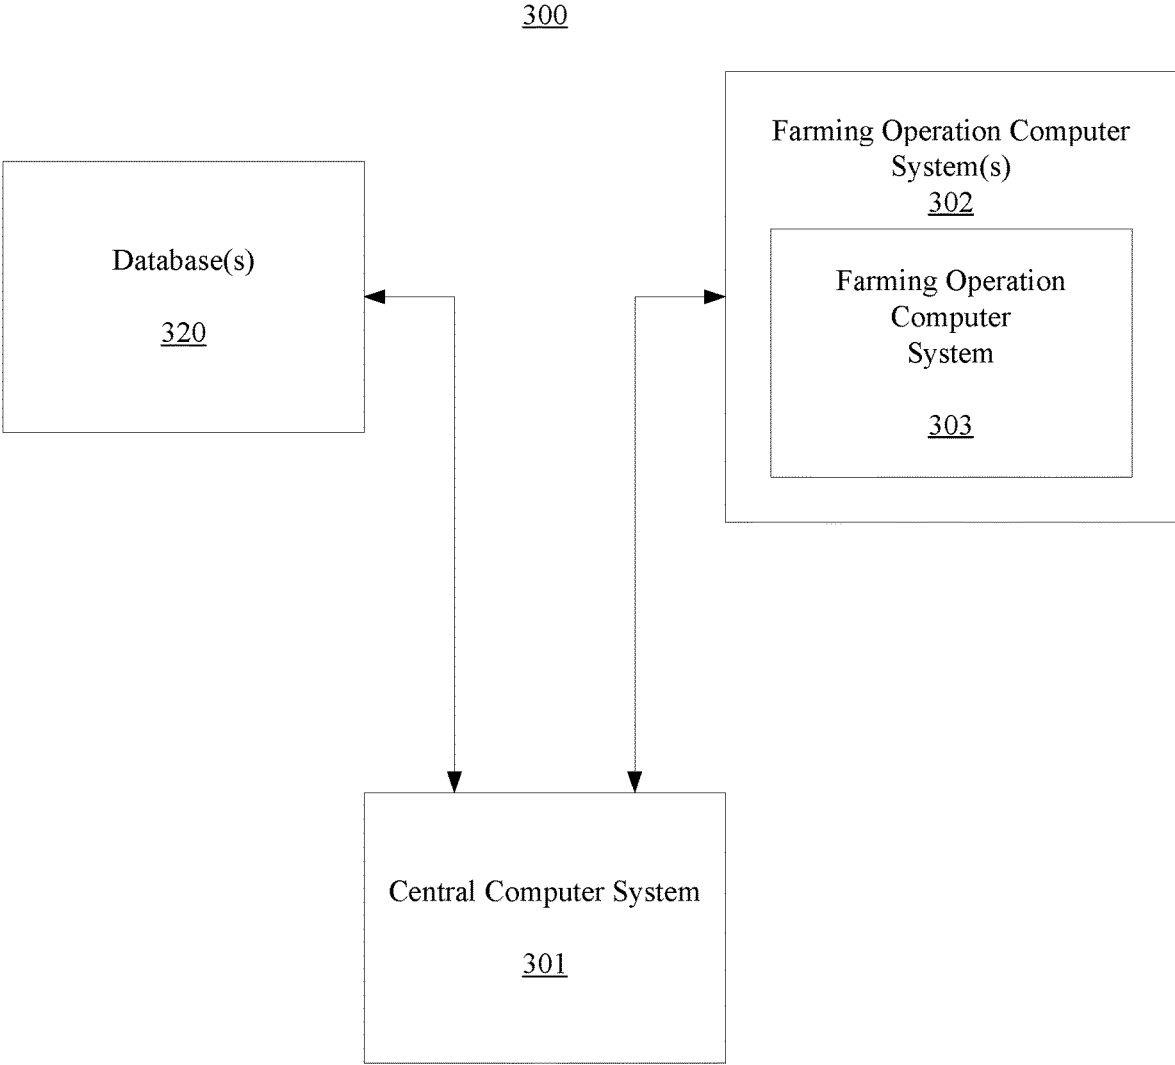 300
Farming Operation Computer
System(s)
302
Database(s)
320
Farming Operation
Computer
System
303
Central Computer System
301